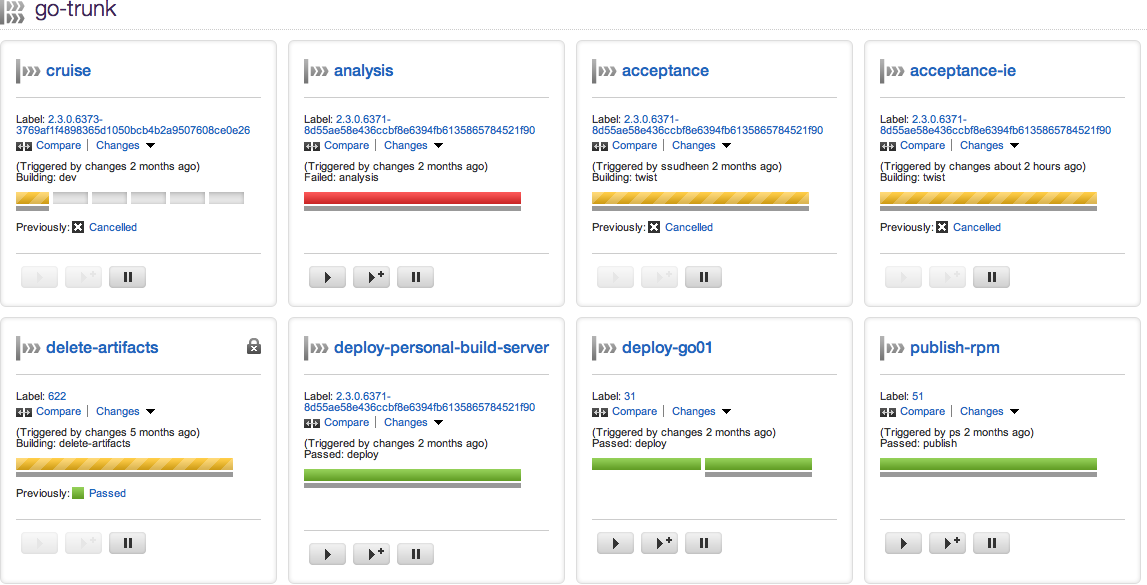 go-trunk
cruise
Label: 2.3.0.6373-
3769af1f4898365d1050bcb4b2a9507608ce0e26
Compare | Changes
(Triggered by changes 2 months ago)
Building: dev
Previously: Cancelled
analysis
Label: 2.3.0.6371-
8d55ae58e436ccbf8e6394fb6135865784521f90
Compare | Changes
(Triggered by changes 2 months ago)
Failed: analysis
acceptance
Label: 2.3.0.6371-
8d55ae58e436ccbf8e6394fb6135865784521f90
Compare | Changes
(Triggered by ssudheen 2 months ago)
Building: twist
Previously: Cancelled
acceptance-ie
Label: 2.3.0.6371-
8d55ae58e436ccbf8e6394fb6135865784521f90
Compare | Changes
(Triggered by changes about 2 hours ago)
Building: twist
Previously: Cancelled
delete-artifacts
Label: 622
Compare | Changes
(Triggered by changes 5 months ago)
Building: delete-artifacts
Previously: Passed
deploy-personal-build-server
Label: 2.3.0.6371-
8d55ae58e436ccbf8e6394fb6135865784521f90
Compare | Changes
(Triggered by changes 2 months ago)
Passed: deploy
deploy-go01
Label: 31
Compare | Changes
(Triggered by changes 2 months ago)
Passed: deploy
publish-rpm
Label: 51
Compare | Changes
(Triggered by ps 2 months ago)
Passed: publish